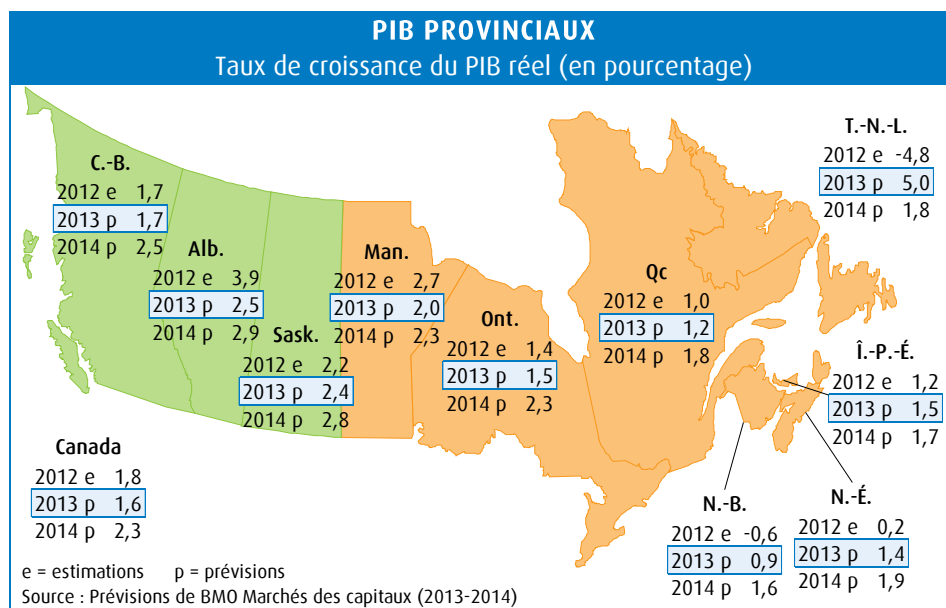 PIB PROVINCIAUX
Taux de croissance du PIB réel (en pourcentage)
C.-B.
2012 e 1,7
2013 p 1,7
2014 p 2,5
Alb.
2012 e 3,9
2013 p 2,5
2014 p 2,9
Sask.
2012 e 2,2
2013 p 2,4
2014 p 2,8
Man.
2012 e 2,7
2013 p 2,0
2014 p 2,3
Ont.
2012 e 1,4
2013 p 1,5
2014 p 2,3
Qc
2012 e 1,0
2013 p 1,2
2014 p 1,8
T.-N.-L.
2012 e -4,8
2013 p 5,0
2014 p 1,8
Î.-P.-É.
2012 e 1,2
2013 p 1,5
2014 p 1,7
N.-B.
2012 e -0,6
2013 p 0,9
2014 p 1,6
N.-É.
2012 e 0,2
2013 p 1,4
2014 p 1,9
Canada
2012 e 1,8
2013 p 1,6
2014 p 2,3
e = estimations p = prévisions
Source : Prévisions de BMO Marchés des capitaux (2013-2014)